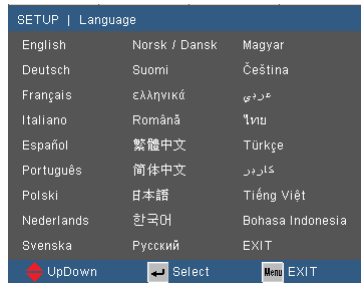 SETUP | Language
English Norsk / Dansk Magyar
Deutsch Suomi Čeština
Français ελληνικά عربي
Italiano Română ไทย
Español 繁體中文 Türkçe
Português 简体中文 کاربر
Polski 日本語 Tiếng Việt
Nederlands 한국어 Bohasa Indonesia
Svenska Русский EXIT
UpDown Select Menu EXIT